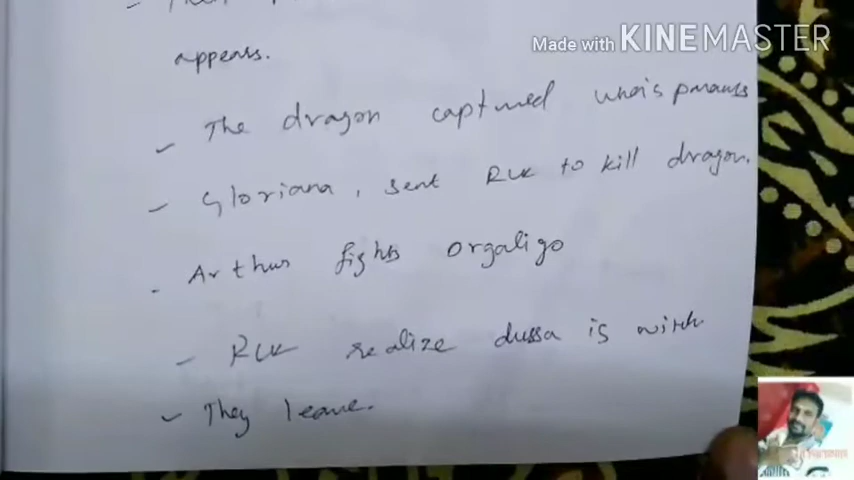 appears.
Made with KINEMASTER
- The dragon captured Una's parents
- Gloriana, sent RCK to kill dragon.
- Arthur fights orgaligo
- RCK realize dussa is witch
- They leave.